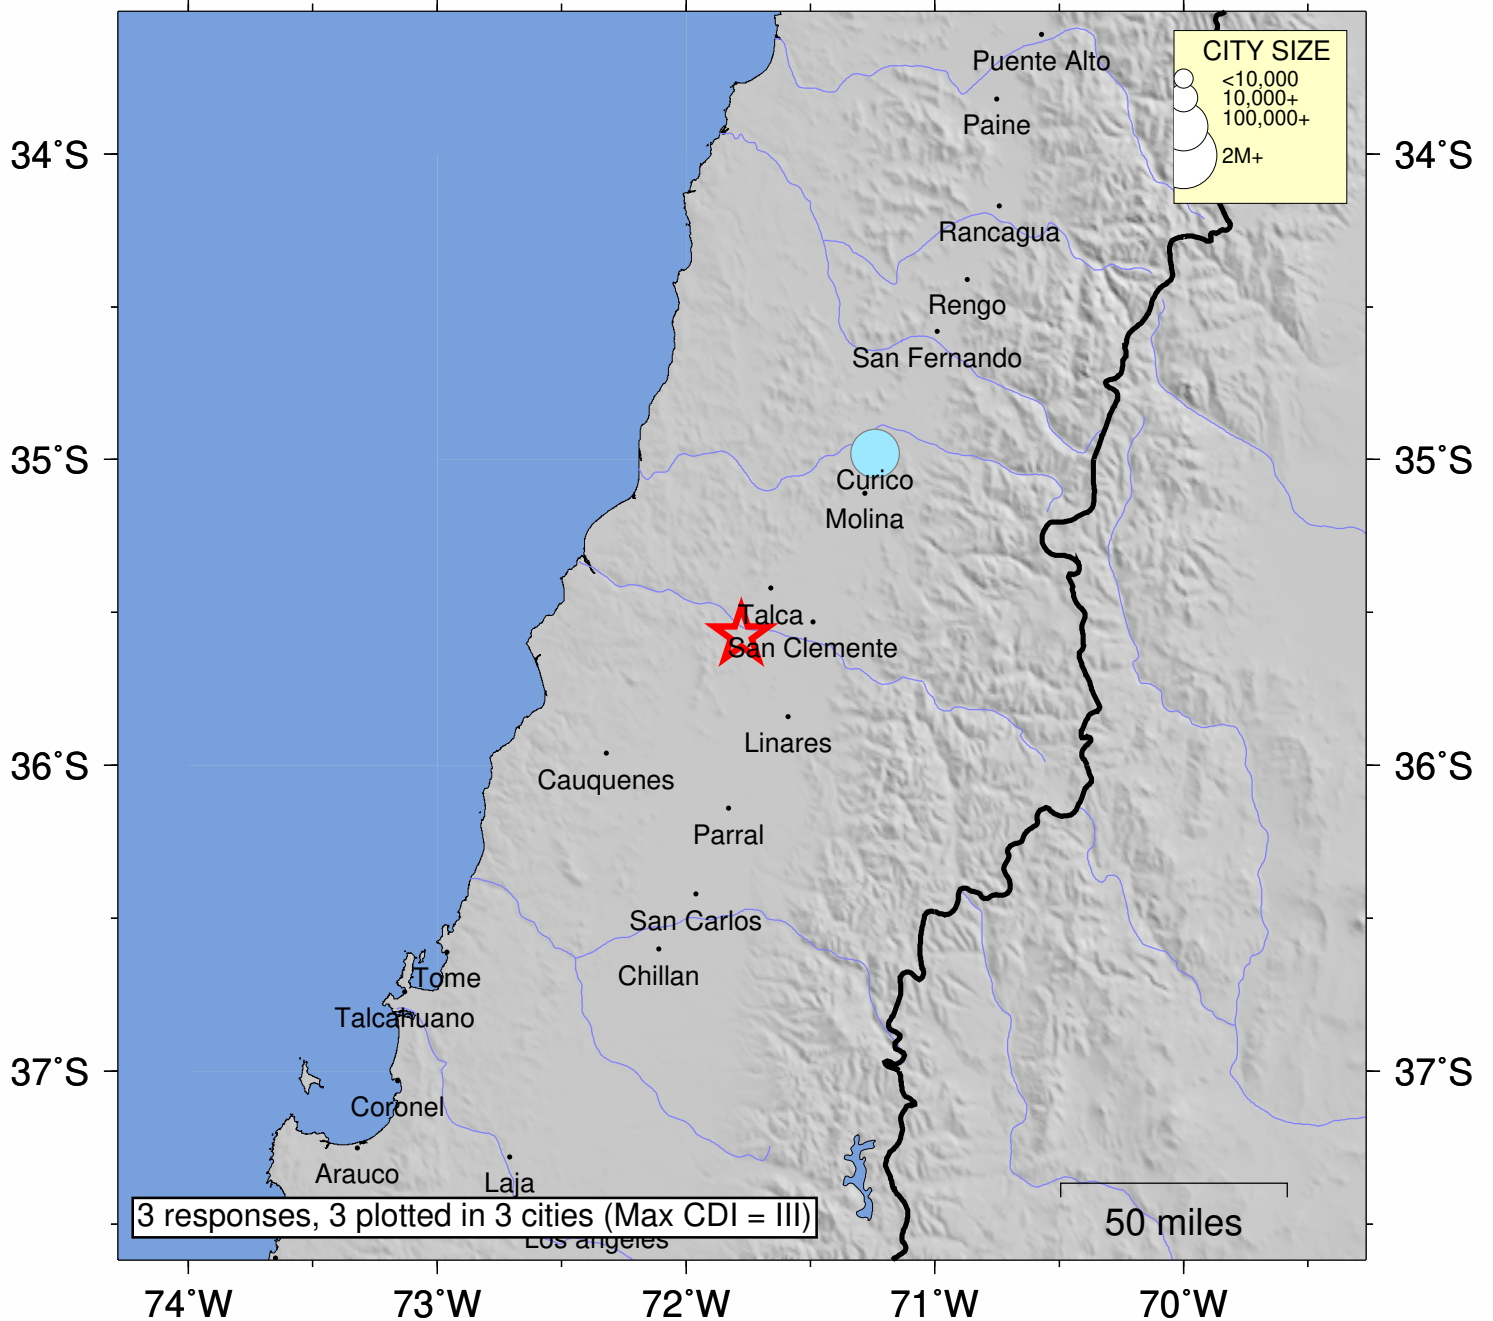 Puente Alto
CITY SIZE
<10,000
10,000+
100,000+
2M+
Paine
34˚S
34˚S
Rancagua
Rengo
San Fernando
35˚S
35˚S
Curico
Molina
Talca
San Clemente
Linares
36˚S
36˚S
Cauquenes
Parral
San Carlos
Chillan
Tome
Talcahuano
37˚S
37˚S
Coronel
Arauco
Laja
3 responses, 3 plotted in 3 cities (Max CDI = III)
50 miles
Los angeles
74˚W
73˚W
72˚W
71˚W
70˚W